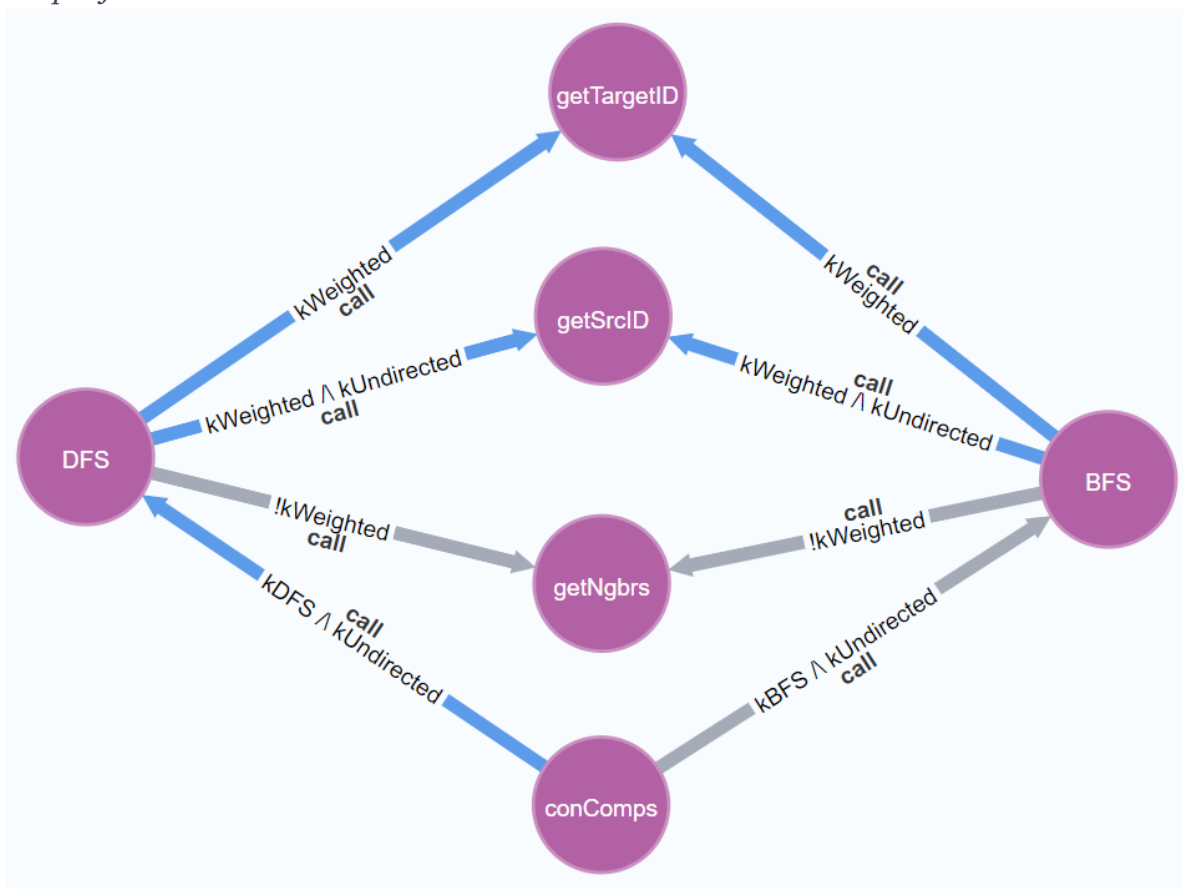 getTargetID
kWeighted
call
call
kWeighted
getSrcID
kWeighted /\ kUndirected
call
call
kWeighted /\ kUndirected
DFS
BFS
!kWeighted
call
call
!kWeighted
getNgbrs
call
kDFS /\ kUndirected
kBFS /\ kUndirected
call
conComps